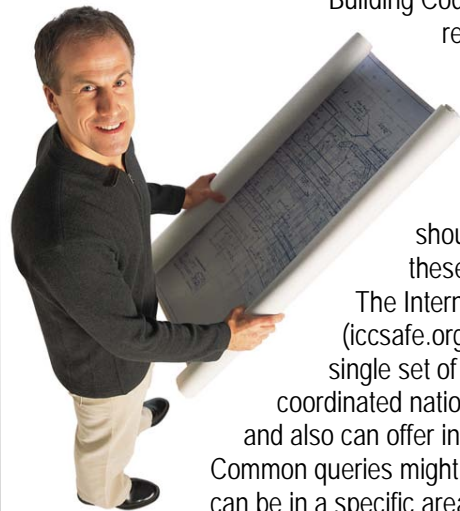 Building Co
re
shou
these
The Intern
(iccsafe.org
single set of
coordinated natio
and also can offer in
Common queries might
can be in a specific area